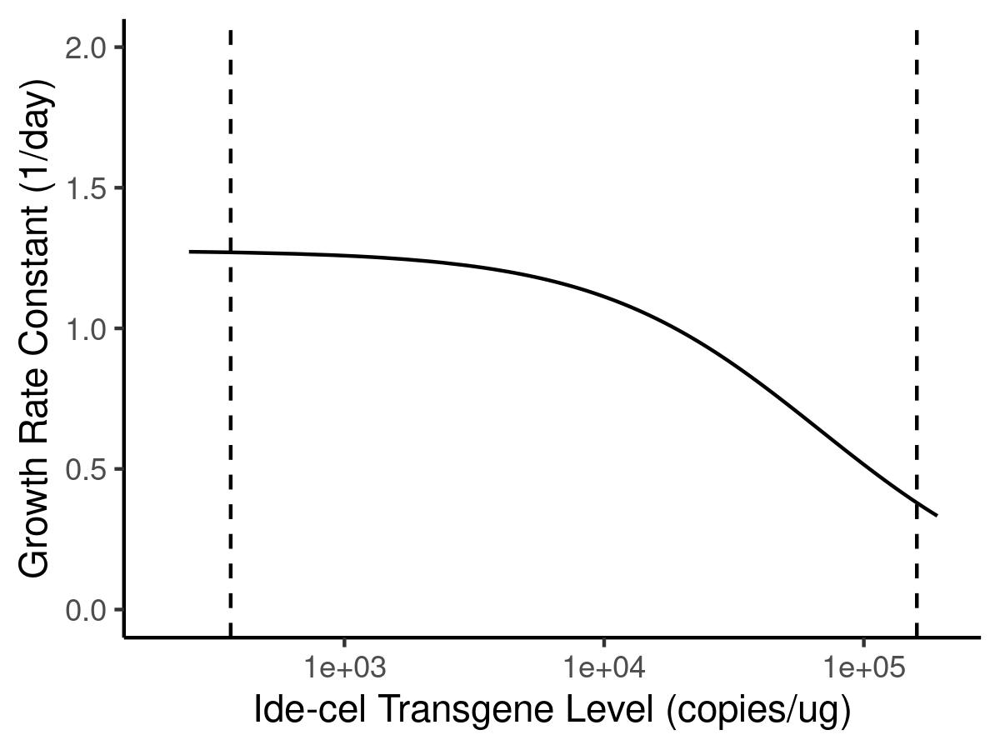 Growth Rate Constant (1/day)
2.0
1.5
1.0
0.5
0.0
1e+03 1e+04 1e+05
Ide-cel Transgene Level (copies/ug)